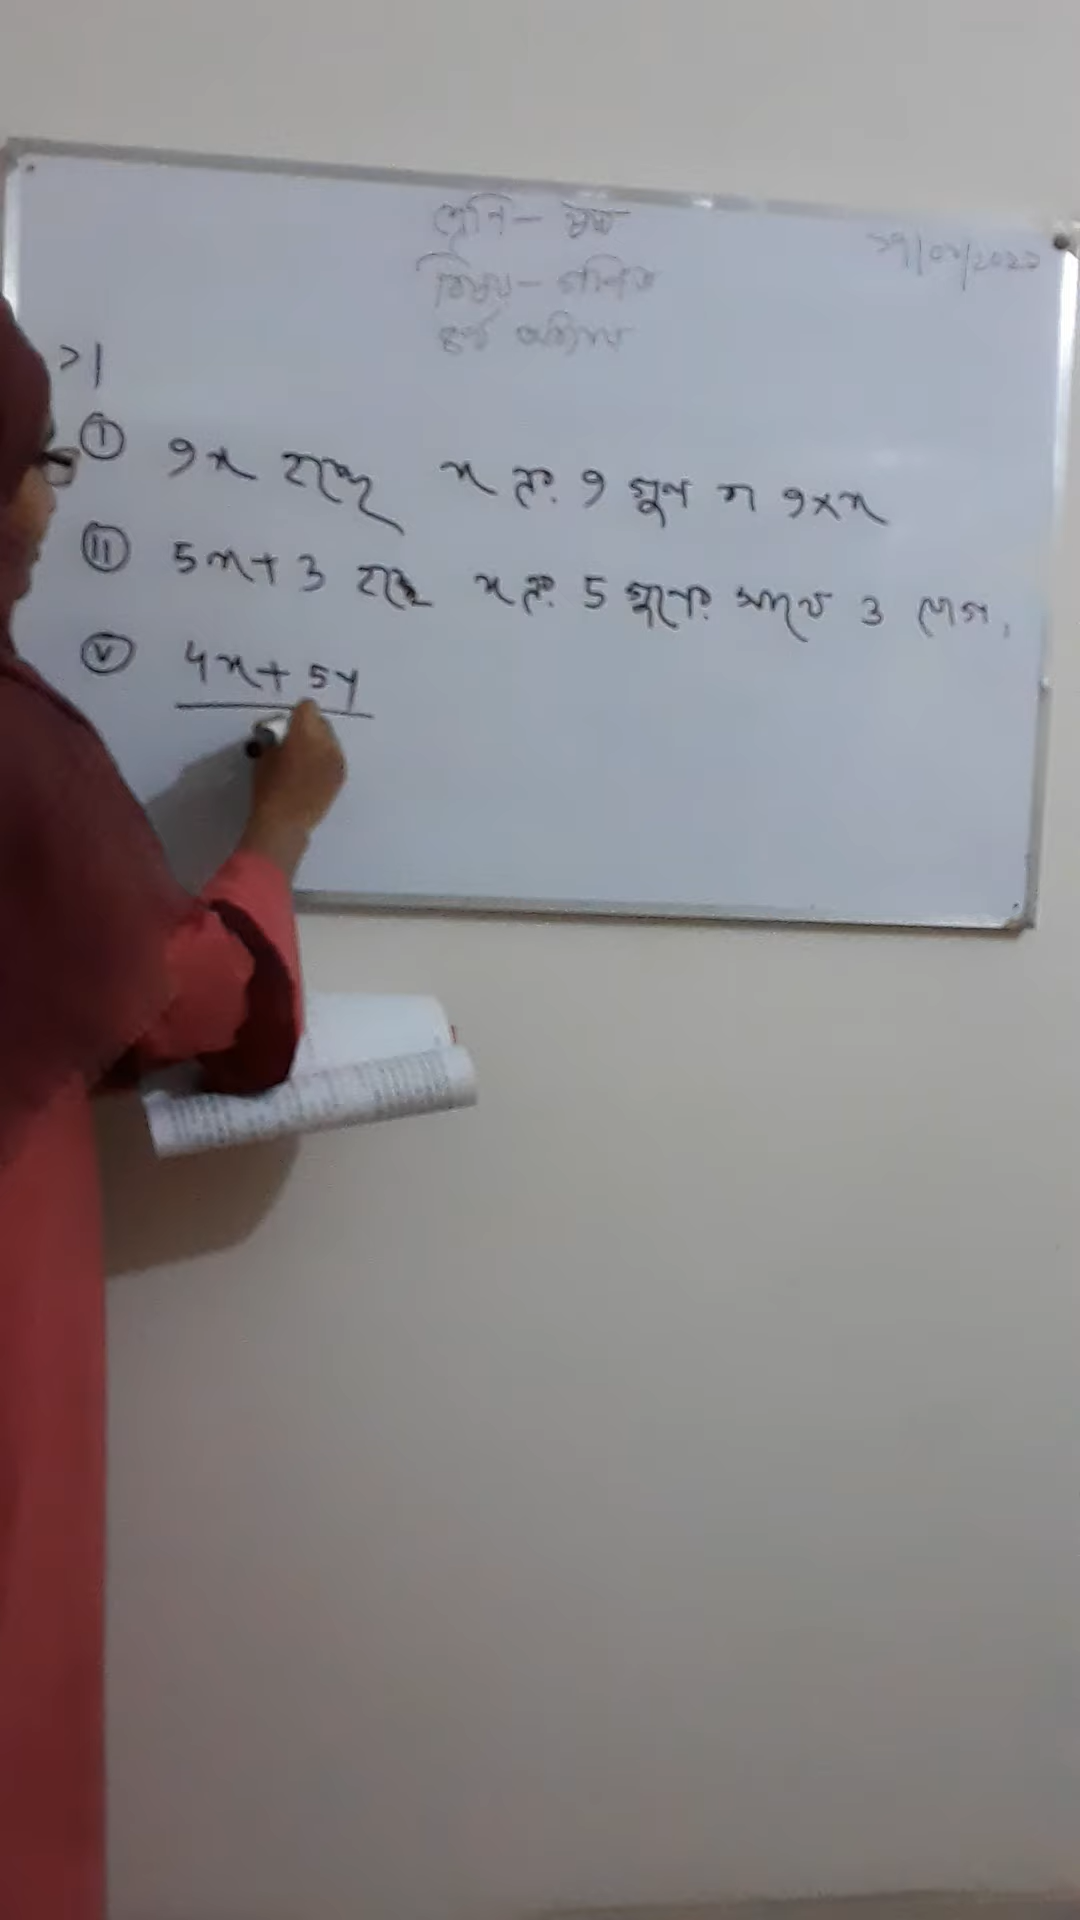 শ্রেণি- ষষ্ঠ
বিষয়- গণিত
৪র্থ অধ্যায়
১।
(i) 9x হচ্ছে x এর 9 গুণ বা 9×x
(ii) 5x+3 হচ্ছে x এর 5 গুণের সাথে 3 যোগ,
(v) 4x+5y